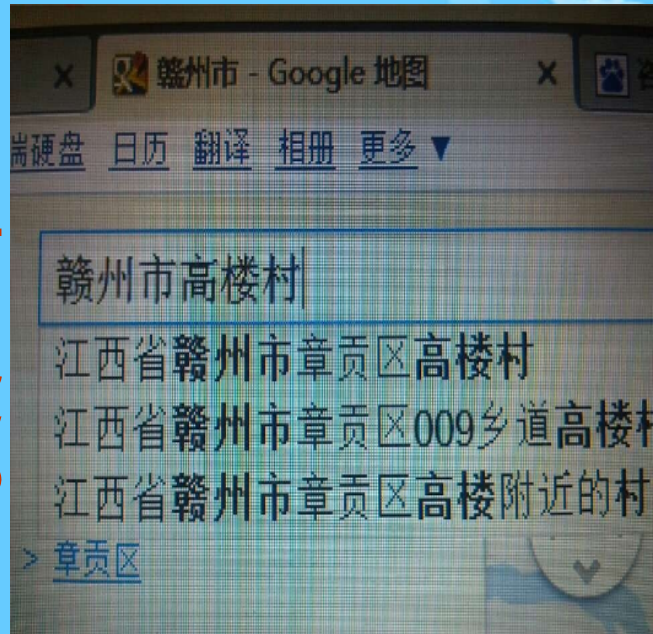 赣州市 - Google 地图
端硬盘 日历 翻译 相册 更多 ▼
赣州市高楼村
江西省赣州市章贡区高楼村
江西省赣州市章贡区009乡道高楼村
江西省赣州市章贡区高楼附近的村
> 章贡区